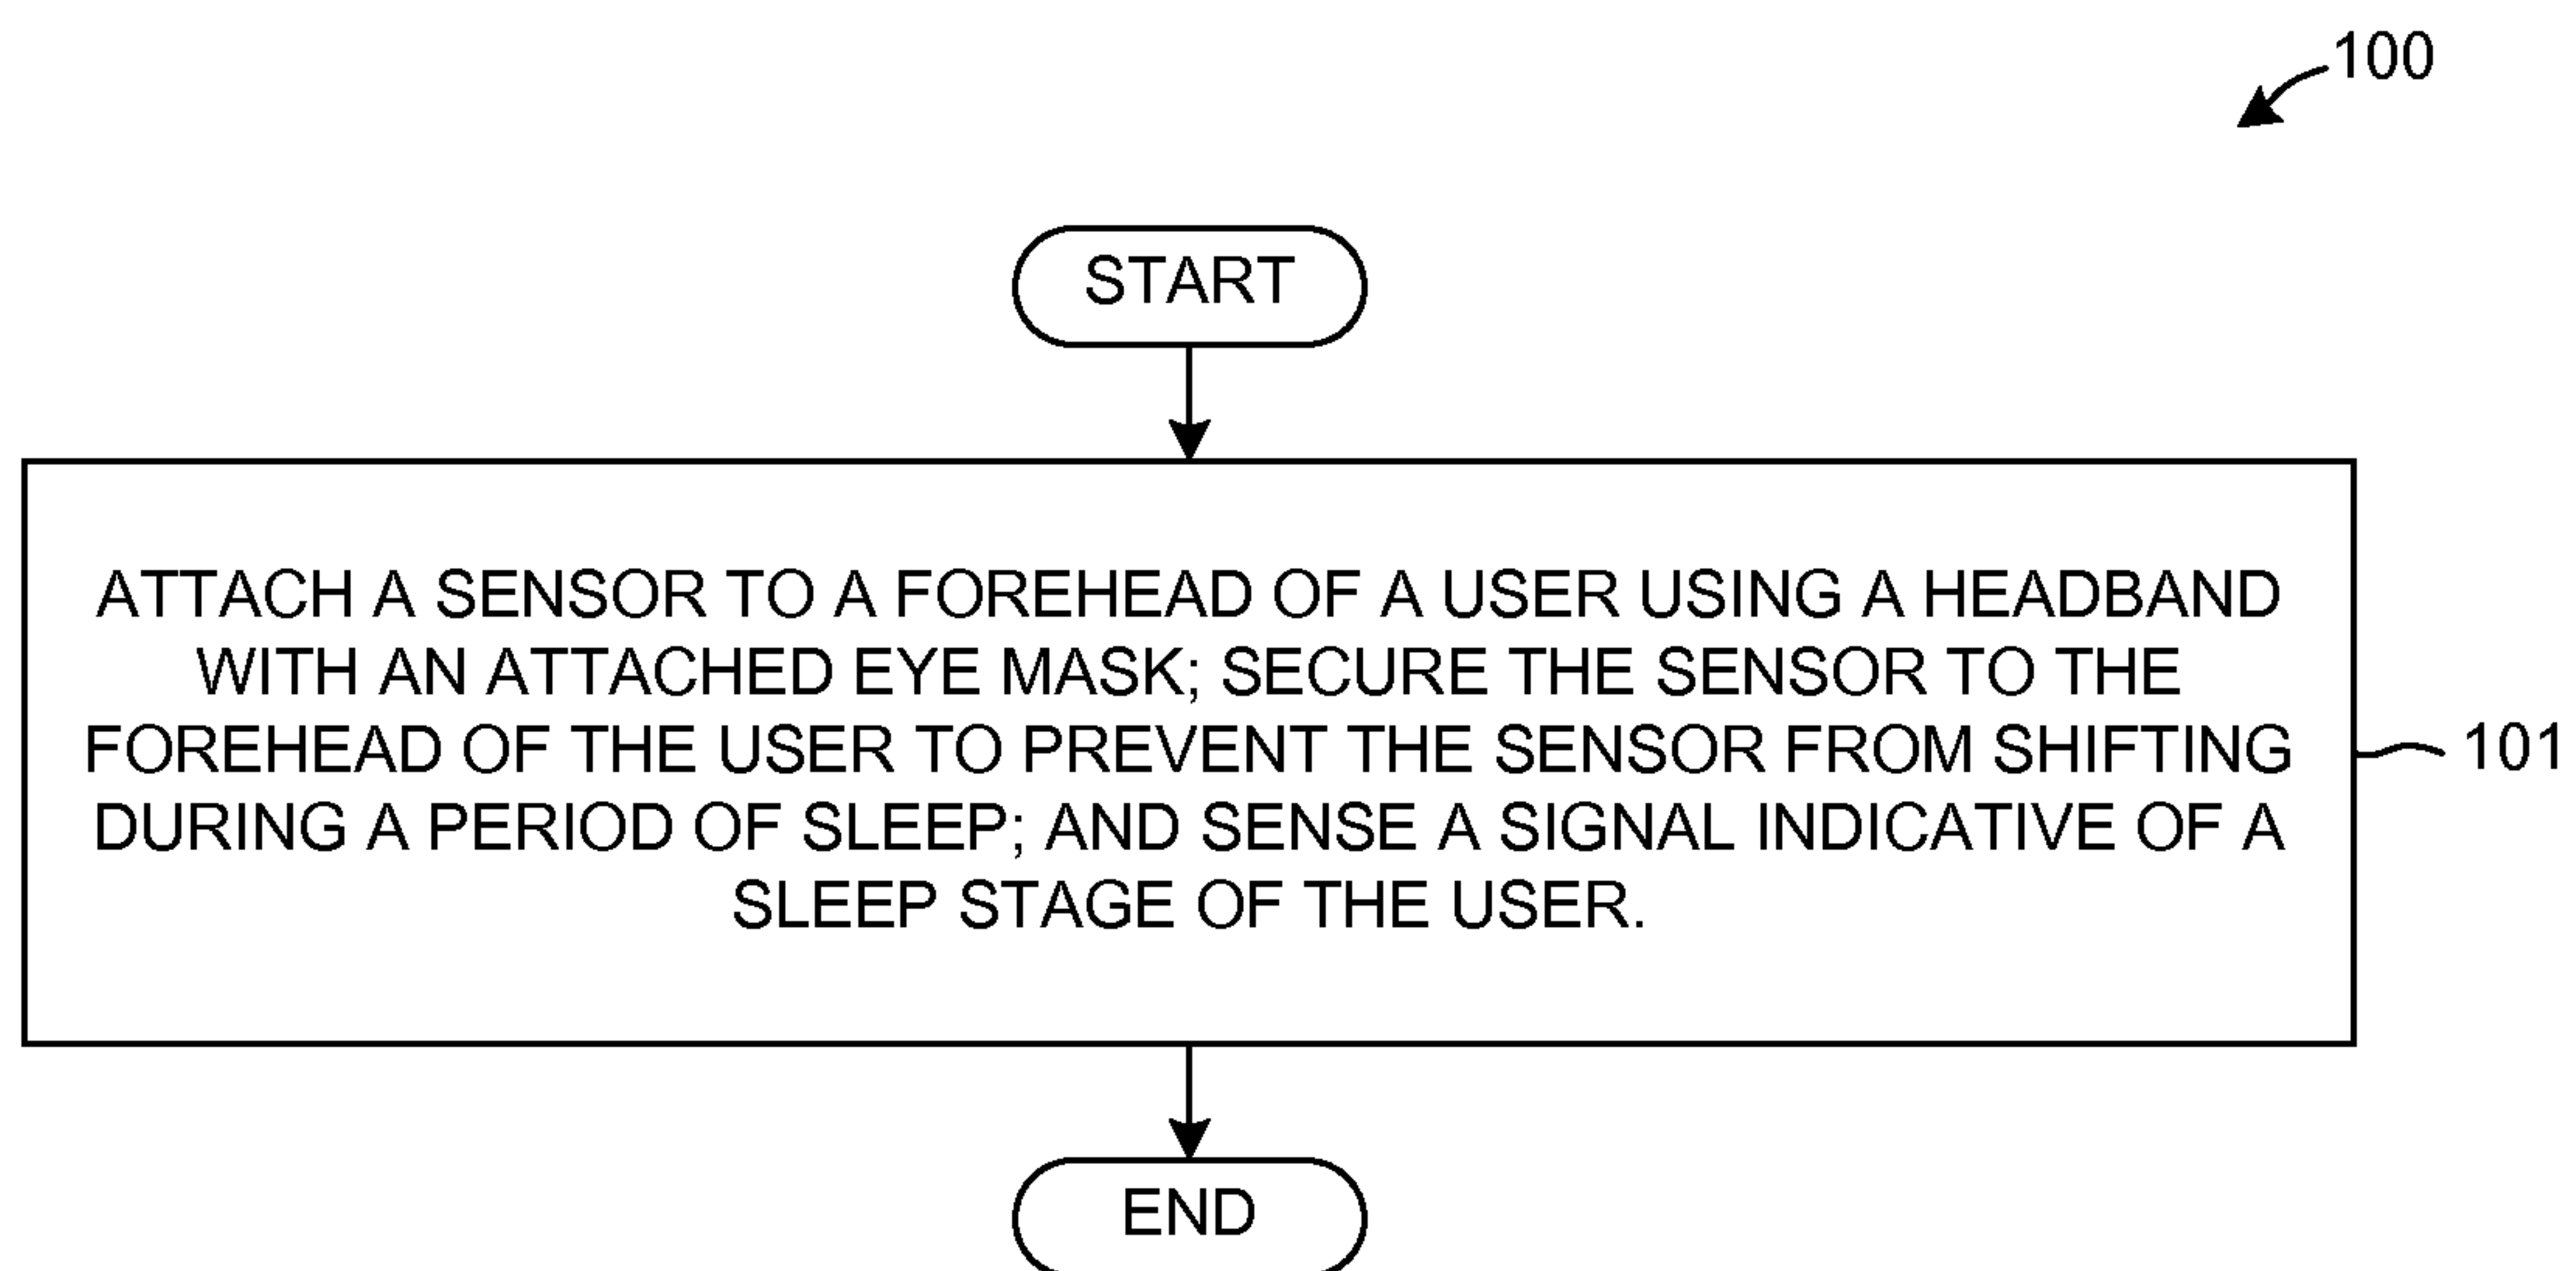 100
START
ATTACH A SENSOR TO A FOREHEAD OF A USER USING A HEADBAND
WITH AN ATTACHED EYE MASK; SECURE THE SENSOR TO THE
FOREHEAD OF THE USER TO PREVENT THE SENSOR FROM SHIFTING
DURING A PERIOD OF SLEEP; AND SENSE A SIGNAL INDICATIVE OF A
SLEEP STAGE OF THE USER.
101
END